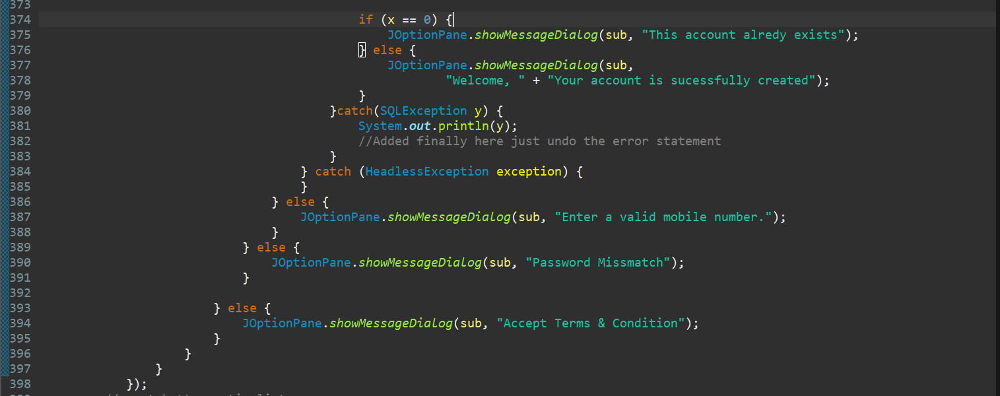 373
374 if (x == 0) {
375 JOptionPane.showMessageDialog(sub, "This account alredy exists");
376 } else {
377 JOptionPane.showMessageDialog(sub,
378 "Welcome, " + "Your account is sucessfully created");
379 }
380 }catch(SQLException y) {
381 System.out.println(y);
382 //Added finally here just undo the error statement
383 }
384 } catch (HeadlessException exception) {
385 }
386 } else {
387 JOptionPane.showMessageDialog(sub, "Enter a valid mobile number.");
388 }
389 } else {
390 JOptionPane.showMessageDialog(sub, "Password Missmatch");
391 }
392
393 } else {
394 JOptionPane.showMessageDialog(sub, "Accept Terms & Condition");
395 }
396 }
397 }
398 });